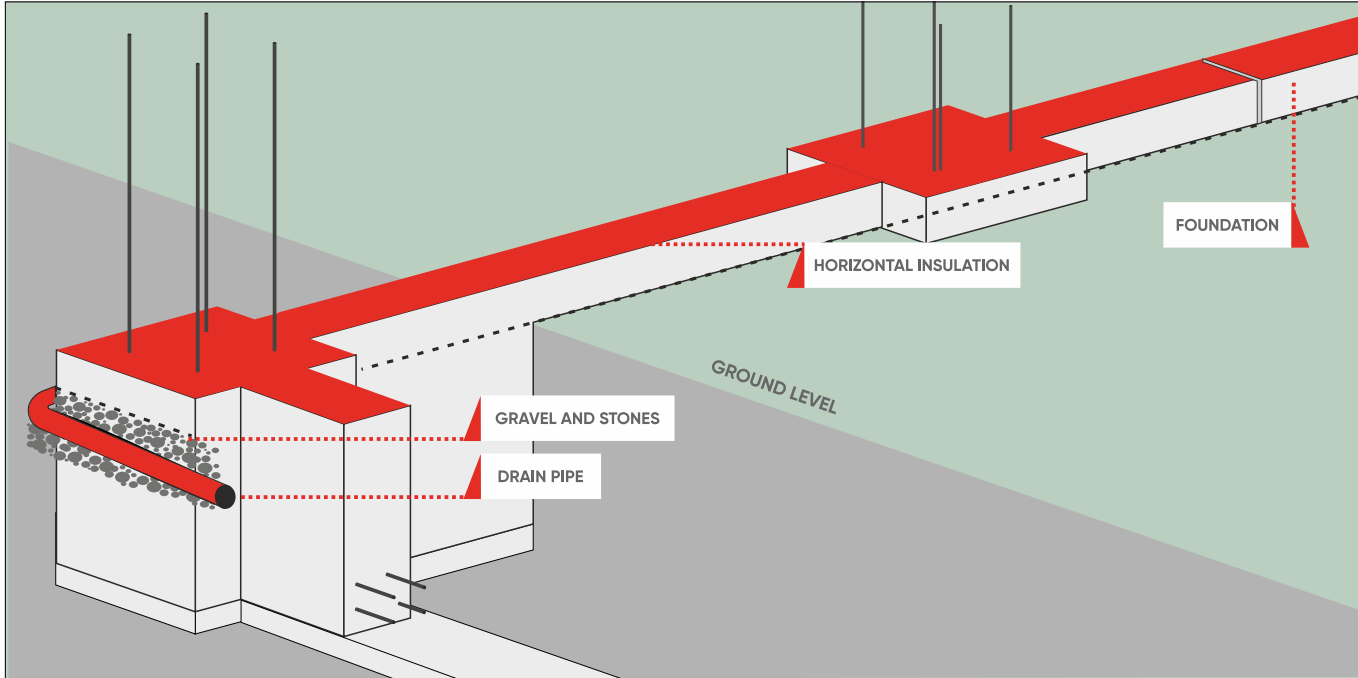 FOUNDATION
HORIZONTAL INSULATION
GROUND LEVEL
GRAVEL AND STONES
DRAIN PIPE